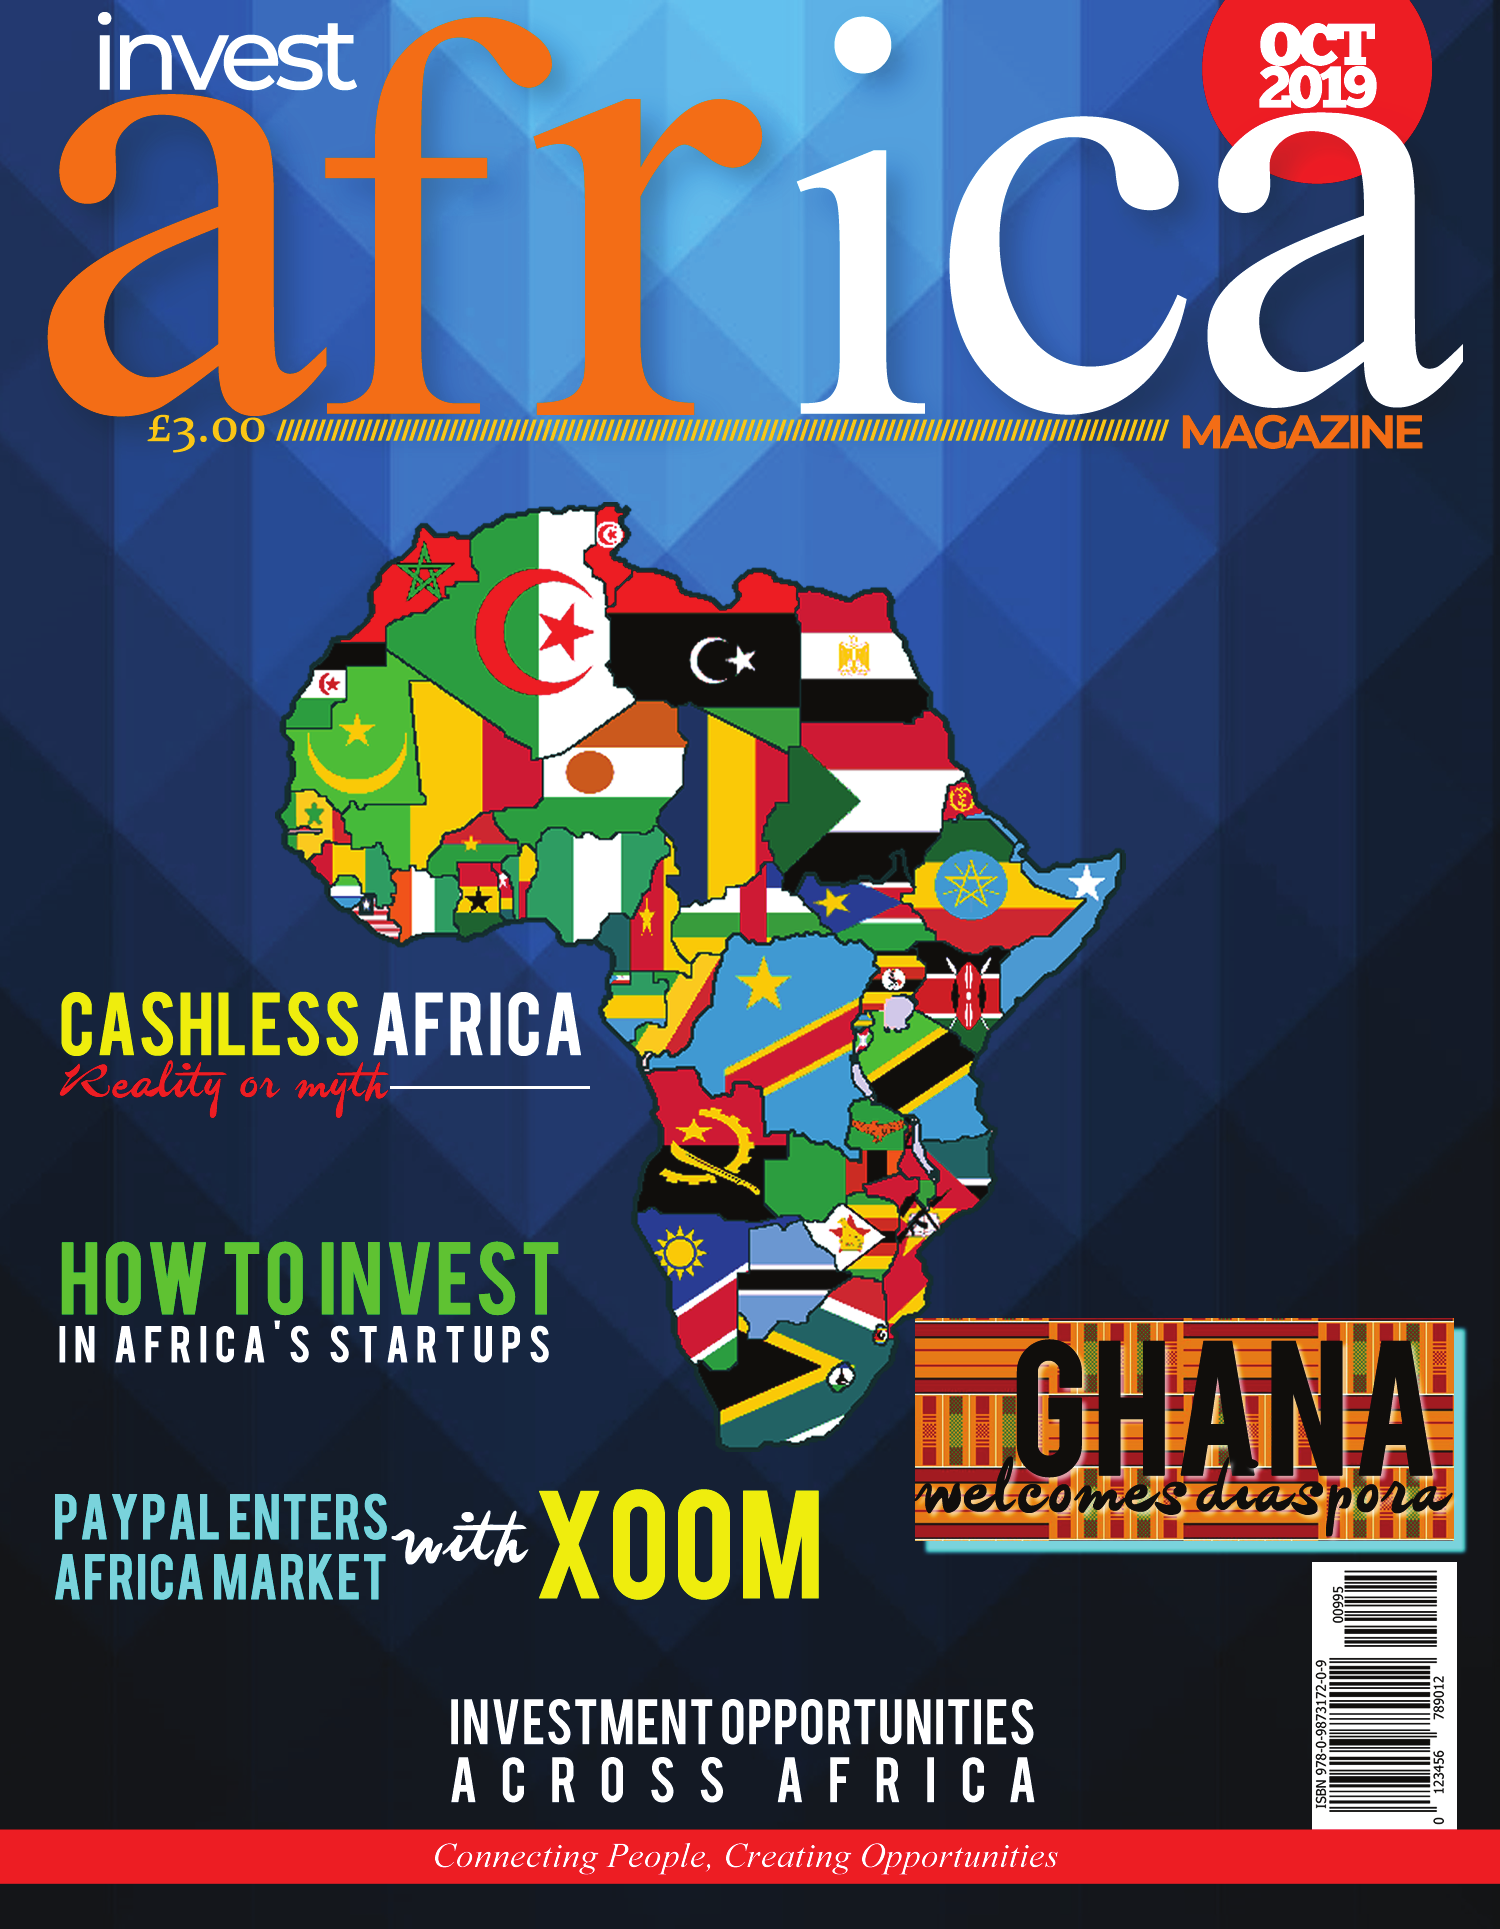 invest
OCT
2019
africa
£3.00
MAGAZINE
CASHLESS AFRICA
Reality or myth
HOW TO INVEST
IN AFRICA'S STARTUPS
GHANA
welcomes diaspora
PAYPAL ENTERS
AFRICA MARKET
with XOOM
00995
ISBN 978-0-9873172-0-9
0 123456 789012
INVESTMENT OPPORTUNITIES
ACROSS AFRICA
Connecting People, Creating Opportunities